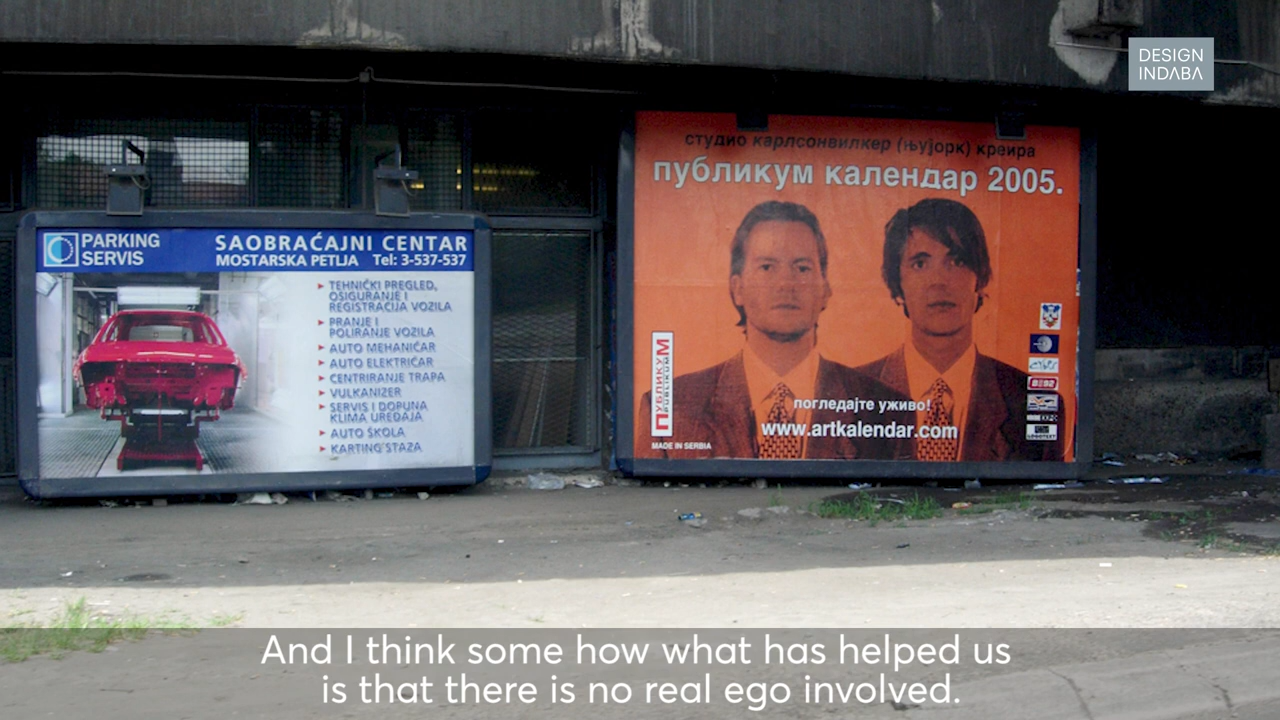 DESIGN
INDABA
PARKING
SERVIS
SAOBRAĆAJNI CENTAR
MOSTARSKA PETLJA Tel: 3-537-537
TEHNIČKI PREGLED,
OSIGURANJE I
REGISTRACIJA VOZILA
PRANJE I
POLIRANJE VOZILA
AUTO MEHANIČAR
AUTO ELEKTRIČAR
CENTRIRANJE TRAPA
VULKANIZER
SERVIS I DOPUNA
KLIMA UREĐAJA
AUTO ŠKOLA
KARTING STAZA
студио карлсонвилкер (њујорк) креира
публикум календар 2005.
ПУБЛИКУМ
PUBLIKUM
погледајте уживо!
www.artkalendar.com
MADE IN SERBIA
B92
And I think some how what has helped us
is that there is no real ego involved.